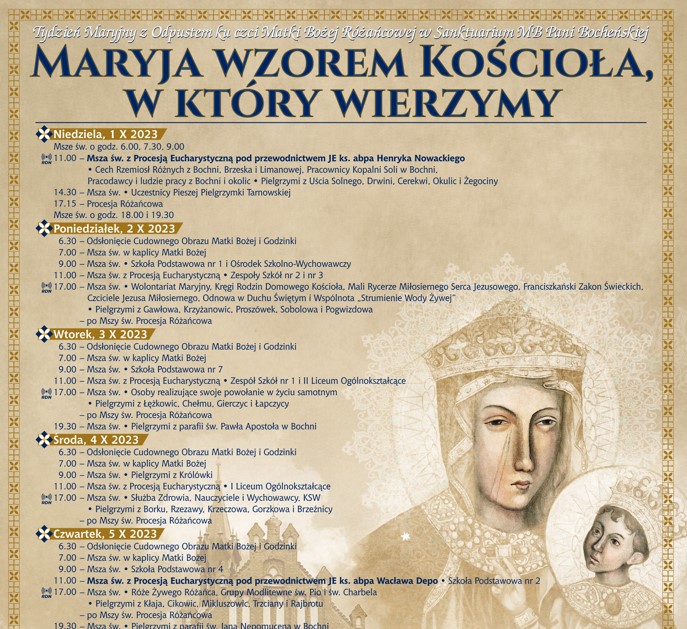 Tydzień Maryjny z Odpustem ku czci Matki Bożej Różańcowej w Sanktuarium MB Pani Bocheńskiej
Maryja wzorem Kościoła,
w który wierzymy
Niedziela, 1 X 2023
Msze św. o godz. 6.00, 7.30, 9.00
RDN 11.00 – Msza św. z Procesją Eucharystyczną pod przewodnictwem JE ks. abpa Henryka Nowackiego
• Cech Rzemiosł Różnych z Bochni, Brzeska i Limanowej, Pracownicy Kopalni Soli w Bochni,
Pracodawcy i ludzie pracy z Bochni i okolic • Pielgrzymi z Uścia Solnego, Drwini, Cerekwi, Okulic i Żegociny
14.30 – Msza św. • Uczestnicy Pieszej Pielgrzymki Tarnowskiej
17.15 – Procesja Różańcowa
Msze św. o godz. 18.00 i 19.30
Poniedziałek, 2 X 2023
6.30 – Odsłonięcie Cudownego Obrazu Matki Bożej i Godzinki
7.00 – Msza św. w kaplicy Matki Bożej
9.00 – Msza św. • Szkoła Podstawowa nr 1 i Ośrodek Szkolno-Wychowawczy
11.00 – Msza św. z Procesją Eucharystyczną • Zespoły Szkół nr 2 i nr 3
RDN 17.00 – Msza św. • Wolontariat Maryjny, Kręgi Rodzin Domowego Kościoła, Mali Rycerze Miłosiernego Serca Jezusowego, Franciszkański Zakon Świeckich,
Czciciele Jezusa Miłosiernego, Odnowa w Duchu Świętym i Wspólnota „Strumienie Wody Żywej”
• Pielgrzymi z Gawłowa, Krzyżanowic, Proszówek, Sobolowa i Pogwizdowa
– po Mszy św. Procesja Różańcowa
Wtorek, 3 X 2023
6.30 – Odsłonięcie Cudownego Obrazu Matki Bożej i Godzinki
7.00 – Msza św. w kaplicy Matki Bożej
9.00 – Msza św. • Szkoła Podstawowa nr 7
11.00 – Msza św. z Procesją Eucharystyczną • Zespół Szkół nr 1 i II Liceum Ogólnokształcące
RDN 17.00 – Msza św. • Osoby realizujące swoje powołanie w życiu samotnym
• Pielgrzymi z Łężkowic, Chełmu, Gierczyc i Łapczycy
– po Mszy św. Procesja Różańcowa
19.30 – Msza św. • Pielgrzymi z parafii św. Pawła Apostoła w Bochni
Środa, 4 X 2023
6.30 – Odsłonięcie Cudownego Obrazu Matki Bożej i Godzinki
7.00 – Msza św. w kaplicy Matki Bożej
9.00 – Msza św. • Pielgrzymi z Królówki
11.00 – Msza św. z Procesją Eucharystyczną • I Liceum Ogólnokształcące
RDN 17.00 – Msza św. • Służba Zdrowia, Nauczyciele i Wychowawcy, KSW
• Pielgrzymi z Borku, Rzezawy, Krzeczowa, Gorzkowa i Brzeźnicy
– po Mszy św. Procesja Różańcowa
Czwartek, 5 X 2023
6.30 – Odsłonięcie Cudownego Obrazu Matki Bożej i Godzinki
7.00 – Msza św. w kaplicy Matki Bożej
9.00 – Msza św. • Szkoła Podstawowa nr 4
11.00 – Msza św. z Procesją Eucharystyczną pod przewodnictwem JE ks. abpa Wacława Depo • Szkoła Podstawowa nr 2
RDN 17.00 – Msza św. • Róże Żywego Różańca, Grupy Modlitewne św. Pio i św. Charbela
• Pielgrzymi z Kłaja, Cikowic, Mikluszowic, Trzciany i Rajbrotu
– po Mszy św. Procesja Różańcowa
19.30 – Msza św. • Pielgrzymi z parafii św. Jana Nepomucena w Bochni